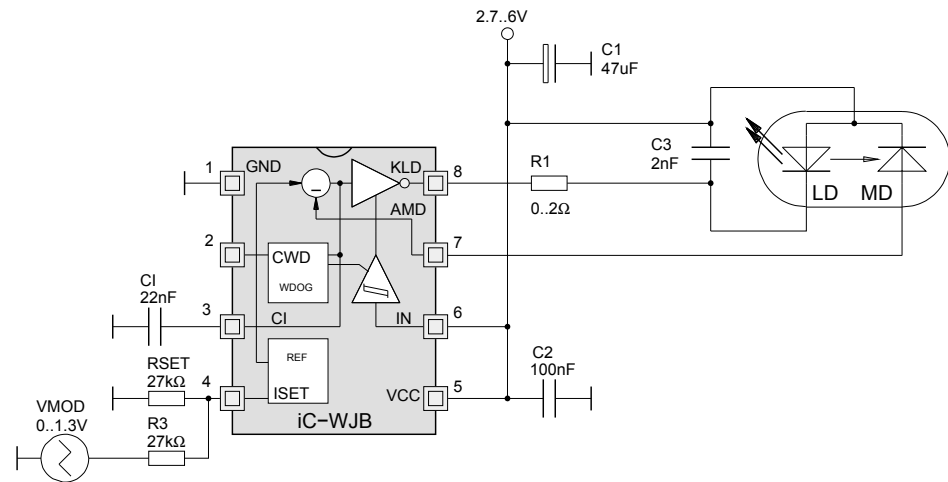 2.7..6V
C1
47uF
C3
2nF
R1
0..2Ω
LD
MD
1
GND
KLD
8
AMD
7
2
CWD
WDOG
CI
22nF
3
CI
IN
6
RSET
27kΩ
4
REF
ISET
VCC
5
C2
100nF
iC-WJB
VMOD
0..1.3V
R3
27kΩ